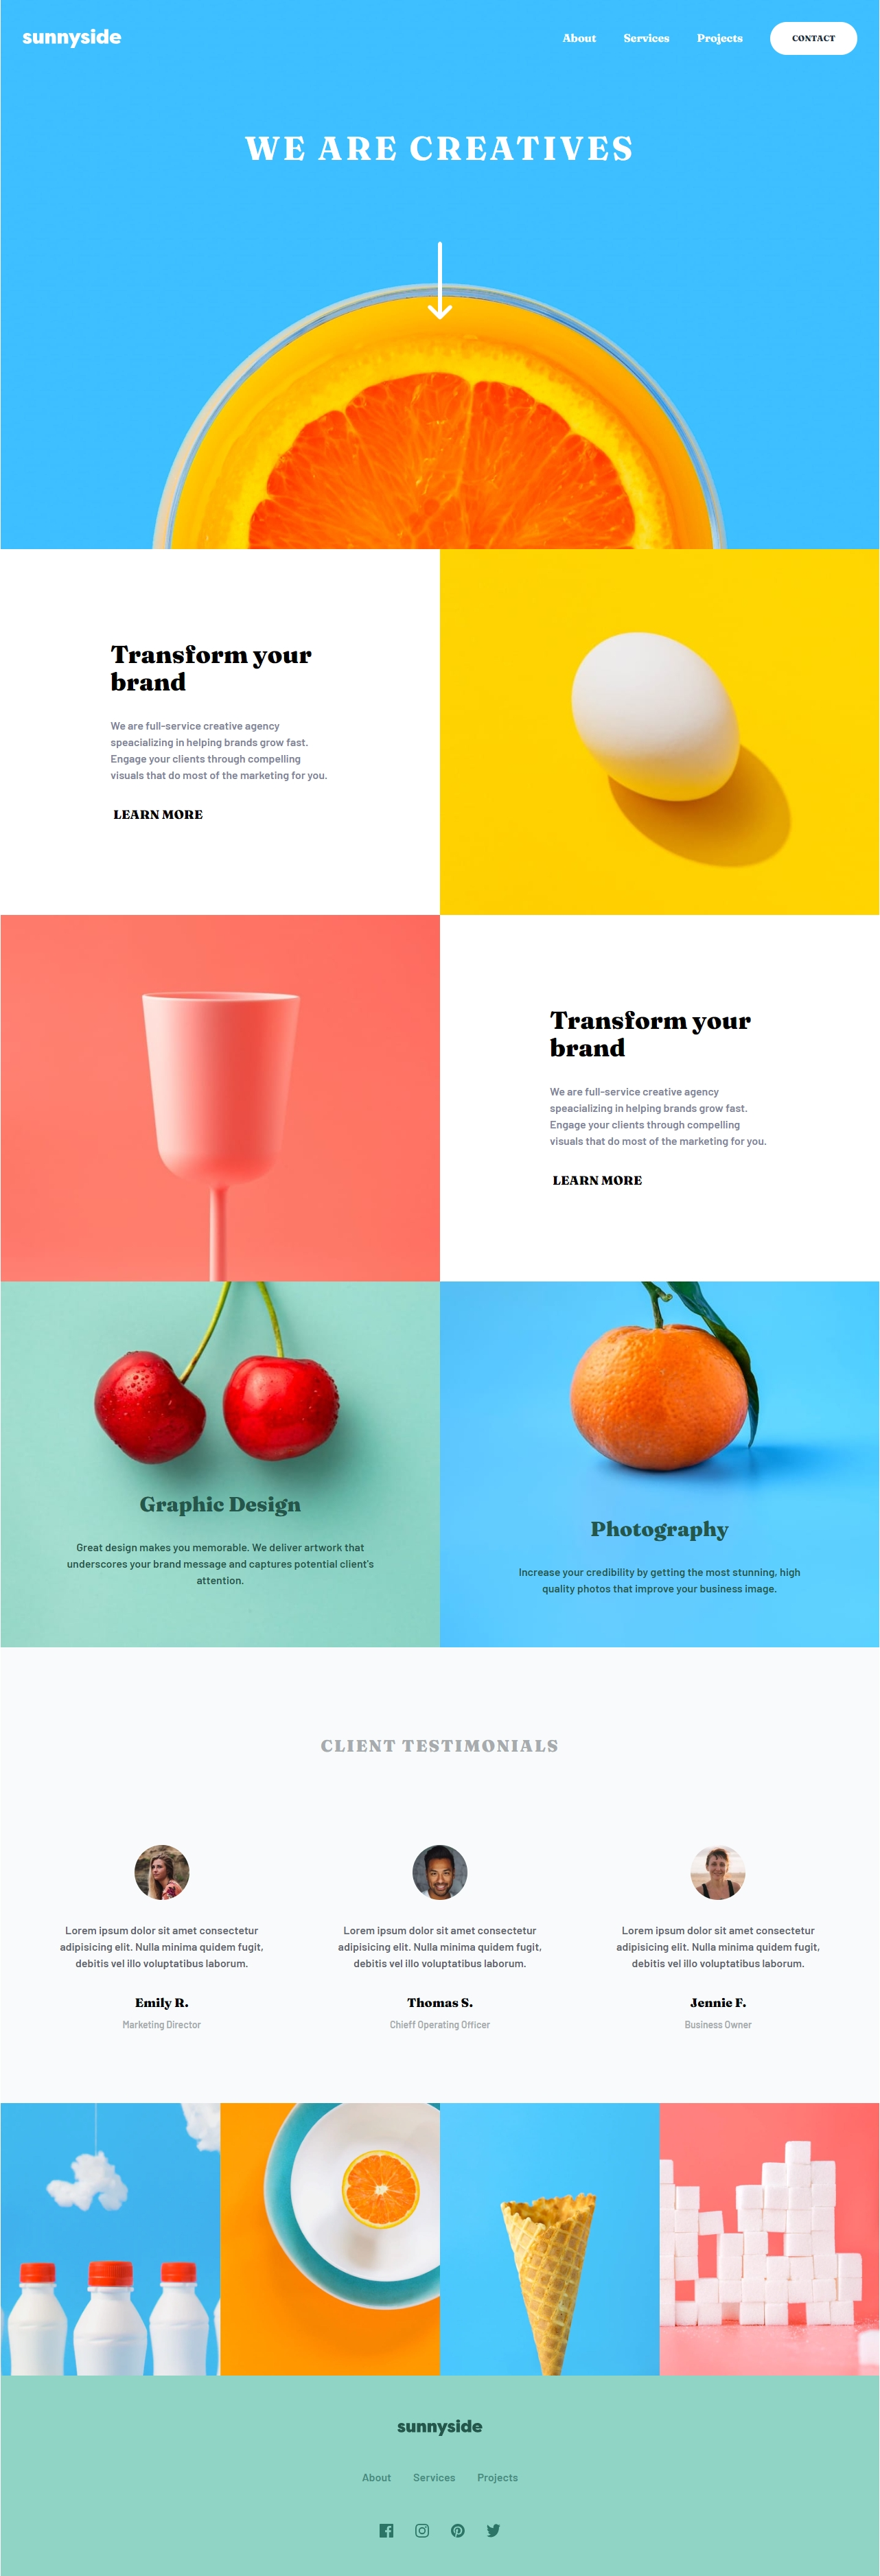 sunnyside
About Services Projects CONTACT
WE ARE CREATIVES
Transform your
brand
We are full-service creative agency
speacializing in helping brands grow fast.
Engage your clients through compelling
visuals that do most of the marketing for you.
LEARN MORE
Transform your
brand
We are full-service creative agency
speacializing in helping brands grow fast.
Engage your clients through compelling
visuals that do most of the marketing for you.
LEARN MORE
Graphic Design
Great design makes you memorable. We deliver artwork that
underscores your brand message and captures potential client's
attention.
Photography
Increase your credibility by getting the most stunning, high
quality photos that improve your business image.
CLIENT TESTIMONIALS
Lorem ipsum dolor sit amet consectetur
adipisicing elit. Nulla minima quidem fugit,
debitis vel illo voluptatibus laborum.
Emily R.
Marketing Director
Lorem ipsum dolor sit amet consectetur
adipisicing elit. Nulla minima quidem fugit,
debitis vel illo voluptatibus laborum.
Thomas S.
Chieff Operating Officer
Lorem ipsum dolor sit amet consectetur
adipisicing elit. Nulla minima quidem fugit,
debitis vel illo voluptatibus laborum.
Jennie F.
Business Owner
sunnyside
About Services Projects